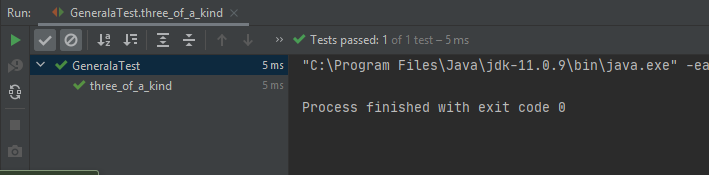 Run: GeneralaTest.three_of_a_kind ×
>> Tests passed: 1 of 1 test – 5 ms
GeneralaTest 5 ms
three_of_a_kind 5 ms
"C:\Program Files\Java\jdk-11.0.9\bin\java.exe" -ea
Process finished with exit code 0